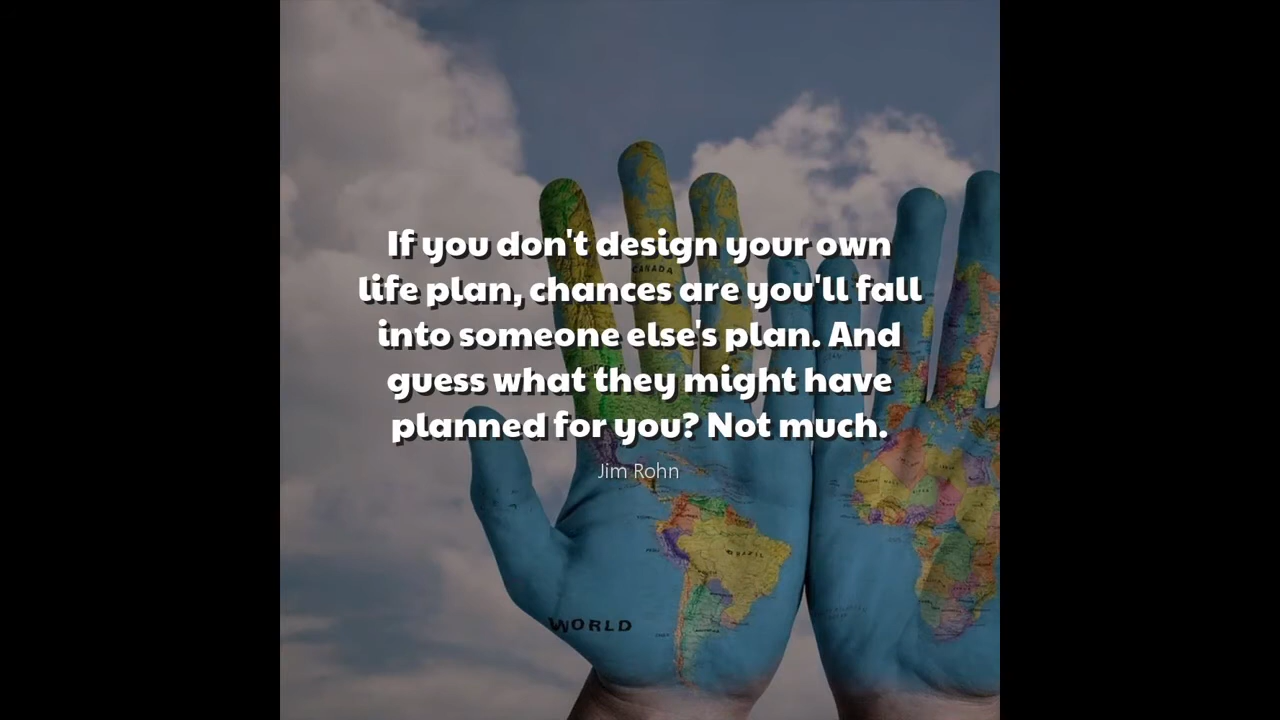 If you don't design your own
life plan, chances are you'll fall
into someone else's plan. And
guess what they might have
planned for you? Not much.
Jim Rohn
CANADA
BRAZIL
WORLD